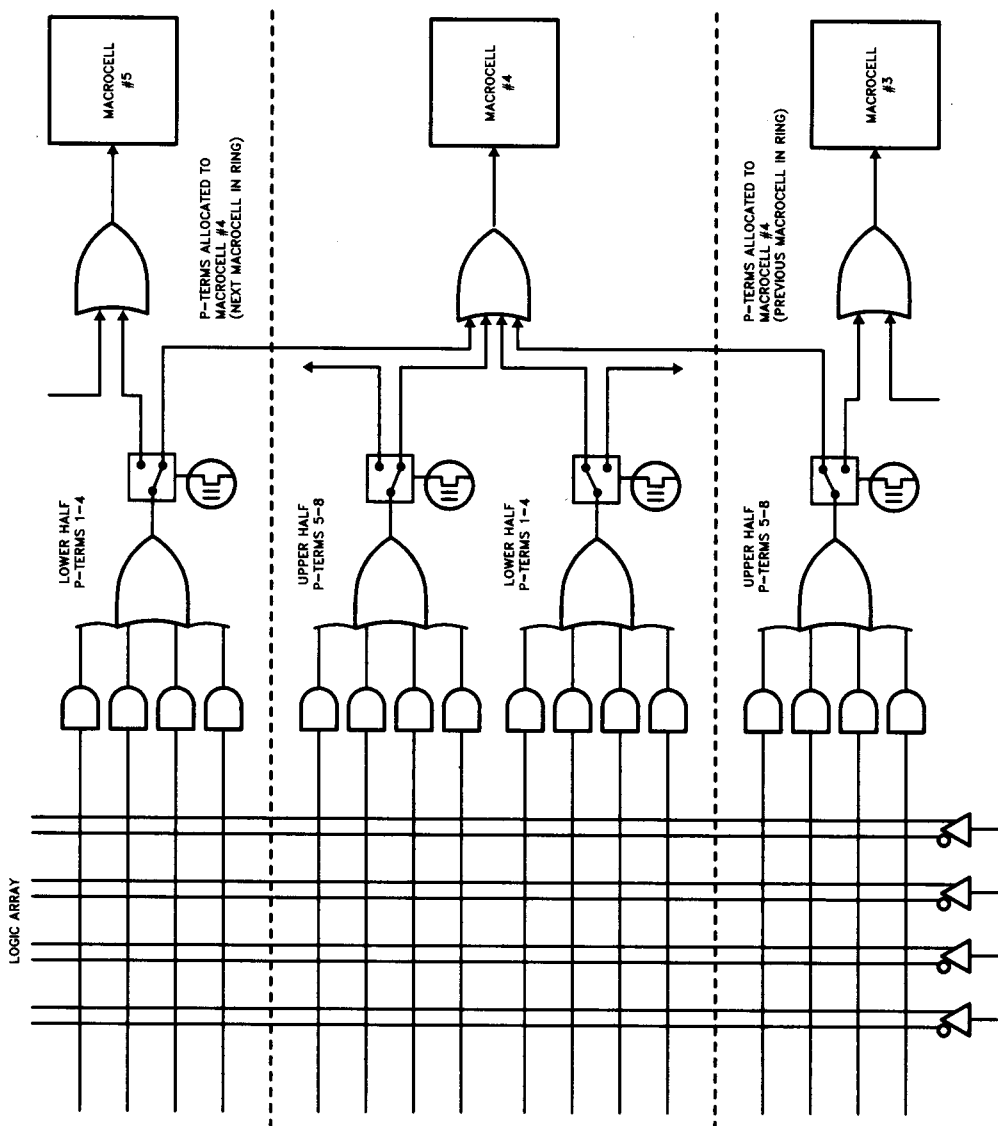 LOGIC ARRAY
LOWER HALF
P-TERMS 1-4
P-TERMS ALLOCATED TO
MACROCELL #4
(NEXT MACROCELL IN RING)
MACROCELL
#5
UPPER HALF
P-TERMS 5-8
LOWER HALF
P-TERMS 1-4
MACROCELL
#4
UPPER HALF
P-TERMS 5-8
P-TERMS ALLOCATED TO
MACROCELL #4
(PREVIOUS MACROCELL IN RING)
MACROCELL
#3